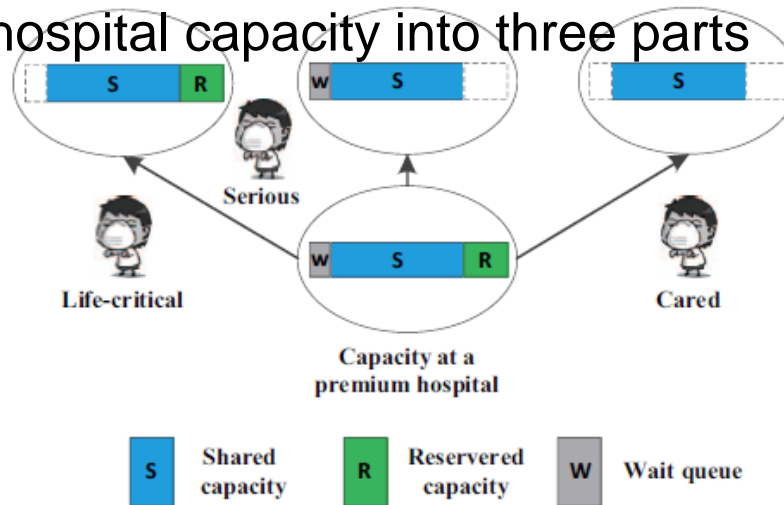 hospital capacity into three parts
S R
W S
S
Serious
Life-critical
W S R
Cared
Capacity at a
premium hospital
S Shared
capacity
R Reservered
capacity
W Wait queue